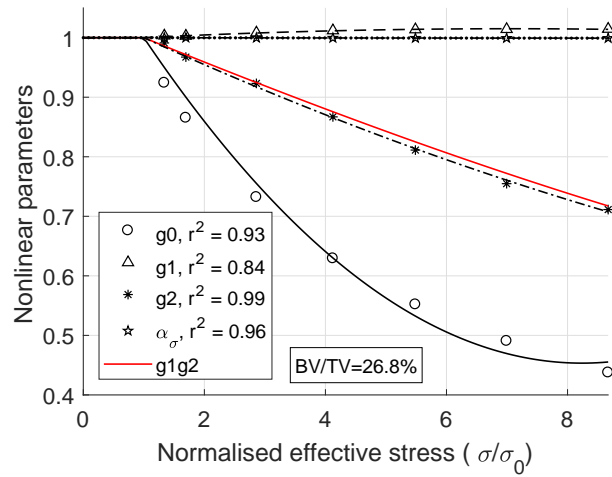 Nonlinear parameters
1
0.9
0.8
0.7
0.6
0.5
0.4
g0, r² = 0.93
g1, r² = 0.84
g2, r² = 0.99
α_σ, r² = 0.96
g1g2
BV/TV=26.8%
0 2 4 6 8
Normalised effective stress ( σ/σ₀)